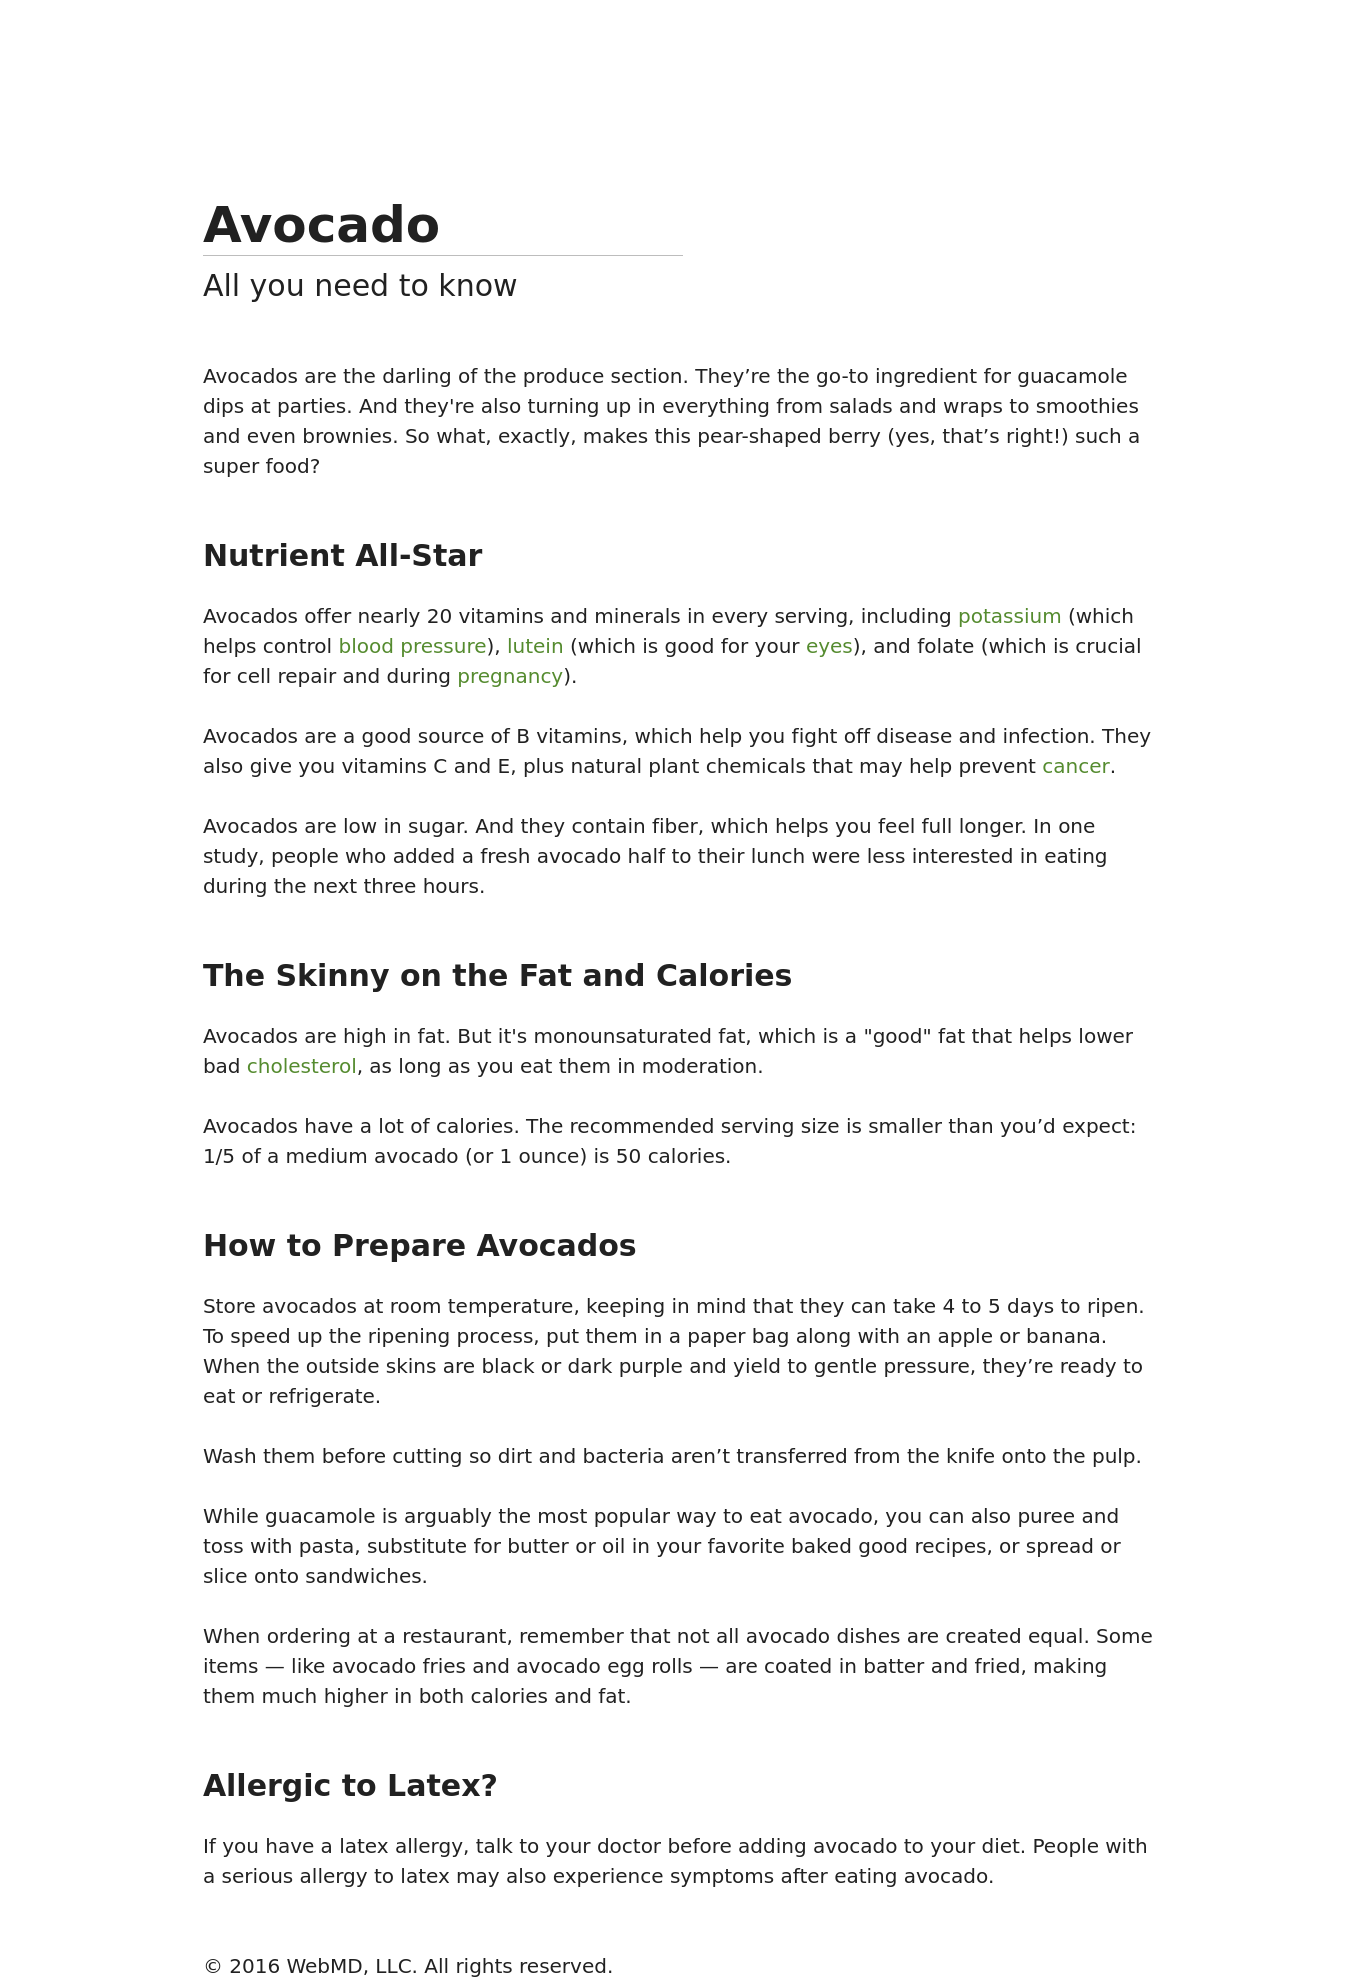 Avocado
All you need to know
Avocados are the darling of the produce section. They’re the go-to ingredient for guacamole
dips at parties. And they're also turning up in everything from salads and wraps to smoothies
and even brownies. So what, exactly, makes this pear-shaped berry (yes, that’s right!) such a
super food?
Nutrient All-Star
Avocados offer nearly 20 vitamins and minerals in every serving, including potassium (which
helps control blood pressure), lutein (which is good for your eyes), and folate (which is crucial
for cell repair and during pregnancy).
Avocados are a good source of B vitamins, which help you fight off disease and infection. They
also give you vitamins C and E, plus natural plant chemicals that may help prevent cancer.
Avocados are low in sugar. And they contain fiber, which helps you feel full longer. In one
study, people who added a fresh avocado half to their lunch were less interested in eating
during the next three hours.
The Skinny on the Fat and Calories
Avocados are high in fat. But it's monounsaturated fat, which is a "good" fat that helps lower
bad cholesterol, as long as you eat them in moderation.
Avocados have a lot of calories. The recommended serving size is smaller than you’d expect:
1/5 of a medium avocado (or 1 ounce) is 50 calories.
How to Prepare Avocados
Store avocados at room temperature, keeping in mind that they can take 4 to 5 days to ripen.
To speed up the ripening process, put them in a paper bag along with an apple or banana.
When the outside skins are black or dark purple and yield to gentle pressure, they’re ready to
eat or refrigerate.
Wash them before cutting so dirt and bacteria aren’t transferred from the knife onto the pulp.
While guacamole is arguably the most popular way to eat avocado, you can also puree and
toss with pasta, substitute for butter or oil in your favorite baked good recipes, or spread or
slice onto sandwiches.
When ordering at a restaurant, remember that not all avocado dishes are created equal. Some
items — like avocado fries and avocado egg rolls — are coated in batter and fried, making
them much higher in both calories and fat.
Allergic to Latex?
If you have a latex allergy, talk to your doctor before adding avocado to your diet. People with
a serious allergy to latex may also experience symptoms after eating avocado.
© 2016 WebMD, LLC. All rights reserved.